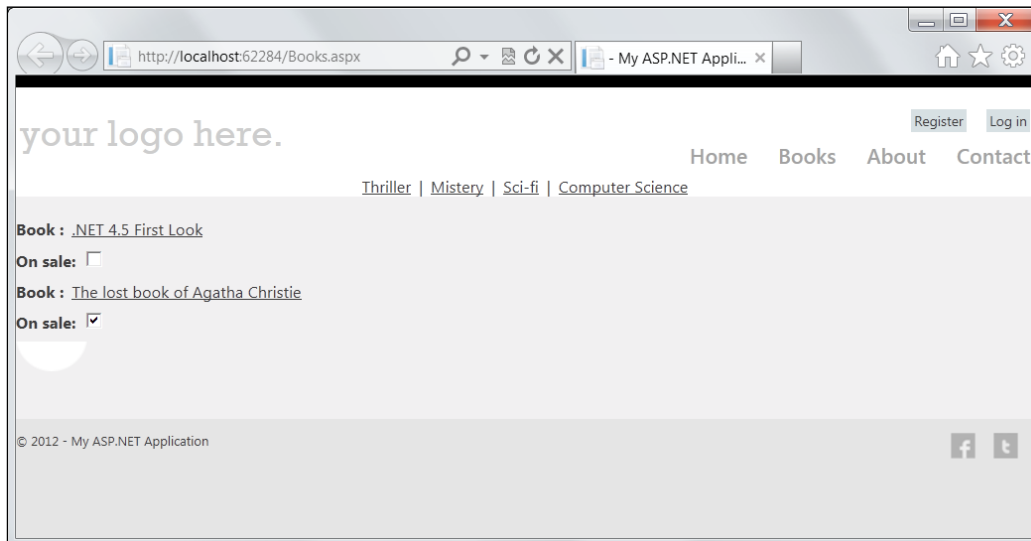 http://localhost:62284/Books.aspx
- My ASP.NET Appli...
your logo here.
Register Log in
Home Books About Contact
Thriller | Mistery | Sci-fi | Computer Science
Book : .NET 4.5 First Look
On sale:
Book : The lost book of Agatha Christie
On sale:
© 2012 - My ASP.NET Application